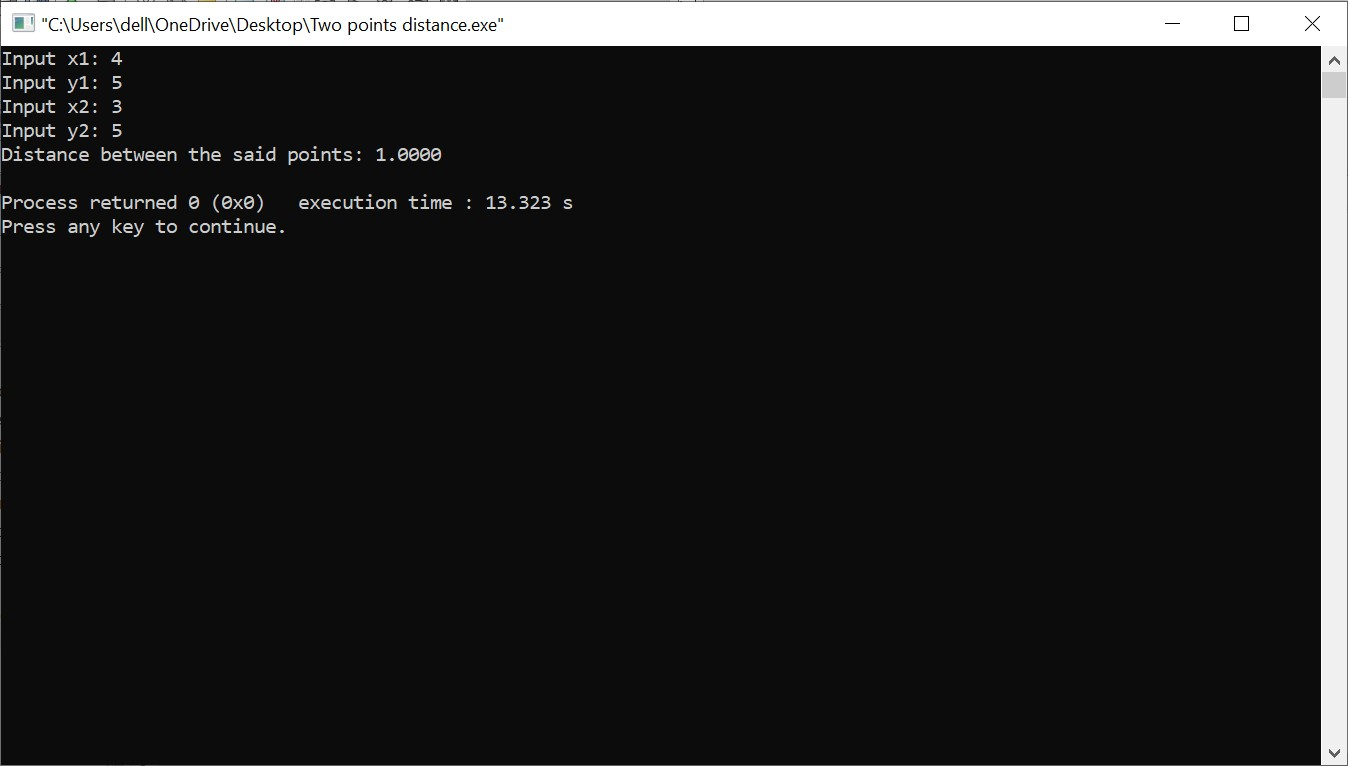 "C:\Users\dell\OneDrive\Desktop\Two points distance.exe"
Input x1: 4
Input y1: 5
Input x2: 3
Input y2: 5
Distance between the said points: 1.0000
Process returned 0 (0x0)   execution time : 13.323 s
Press any key to continue.